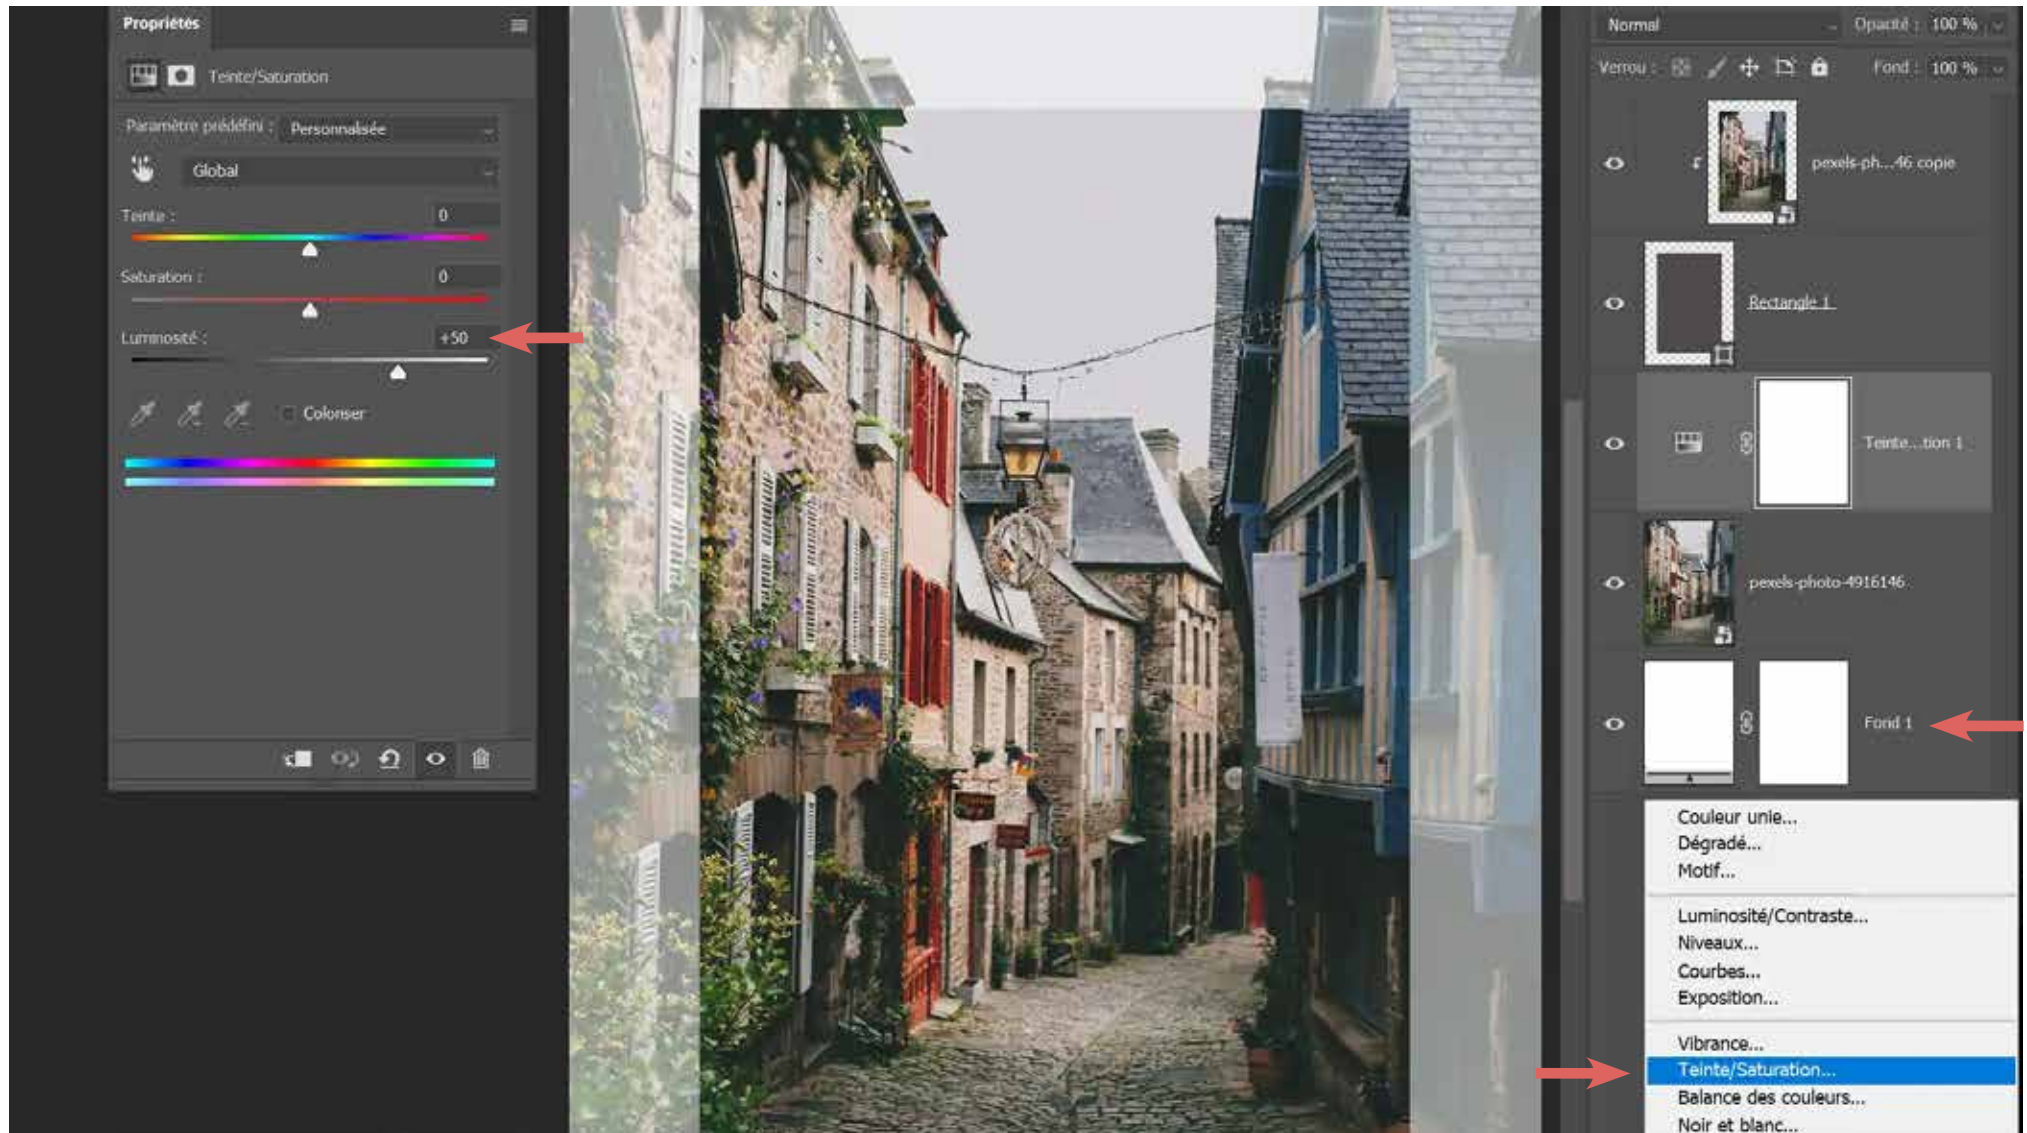 Propriétés
Teinte/Saturation
Paramètre prédéfini : Personnalisée
Global
Teinte : 0
Saturation : 0
Luminosité : +50
Coloriser
Normal Opacité : 100 %
Verrou : Fond : 100 %
pexels-ph...46 copie
Rectangle 1
Teinte...tion 1
pexels-photo-4916146
Fond 1
Couleur unie...
Dégradé...
Motif...
Luminosité/Contraste...
Niveaux...
Courbes...
Exposition...
Vibrance...
Teinte/Saturation...
Balance des couleurs...
Noir et blanc...